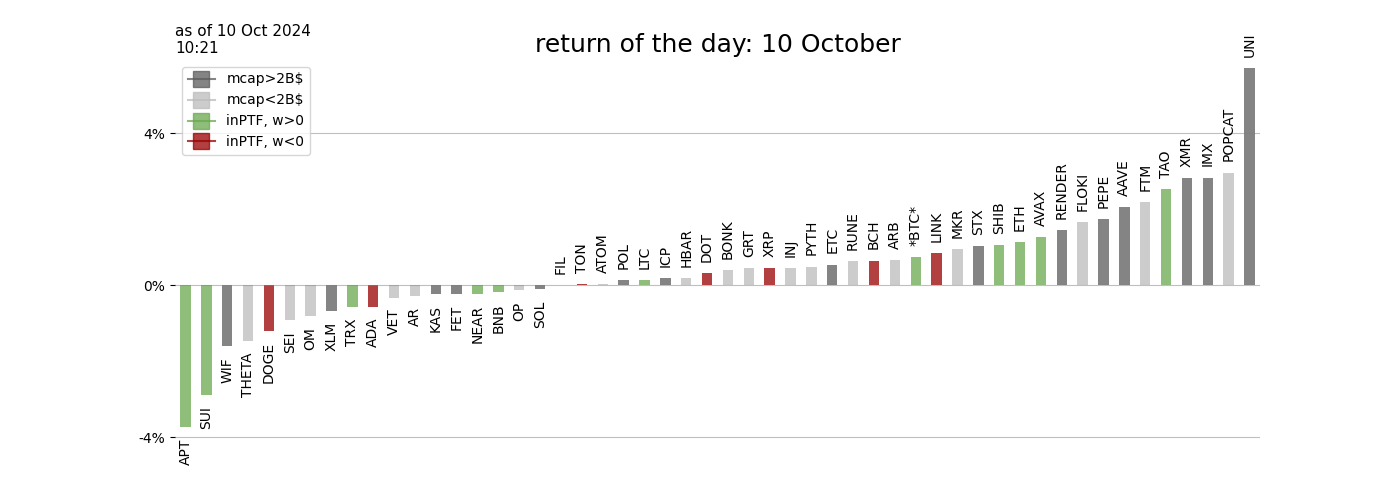 as of 10 Oct 2024
10:21
return of the day: 10 October
mcap>2B$
mcap<2B$
inPTF, w>0
inPTF, w<0
4%
0%
-4%
APT
SUI
WIF
THETA
DOGE
SEI
OM
XLM
TRX
ADA
VET
AR
KAS
FET
NEAR
BNB
OP
SOL
FIL
TON
ATOM
POL
LTC
ICP
HBAR
DOT
BONK
GRT
XRP
INJ
PYTH
ETC
RUNE
BCH
ARB
*BTC*
LINK
MKR
STX
SHIB
ETH
AVAX
RENDER
FLOKI
PEPE
AAVE
FTM
TAO
XMR
IMX
POPCAT
UNI